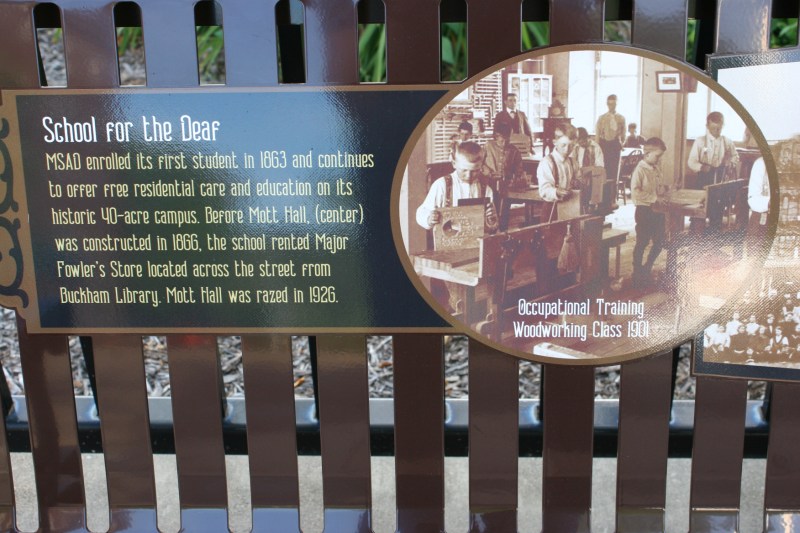 School for the Deaf
MSAD enrolled its first student in 1863 and continues
to offer free residential care and education on its
historic 40-acre campus. Before Mott Hall, (center)
was constructed in 1866, the school rented Major
Fowler's Store located across the street from
Buckham Library. Mott Hall was razed in 1926.
Occupational Training
Woodworking Class 1901